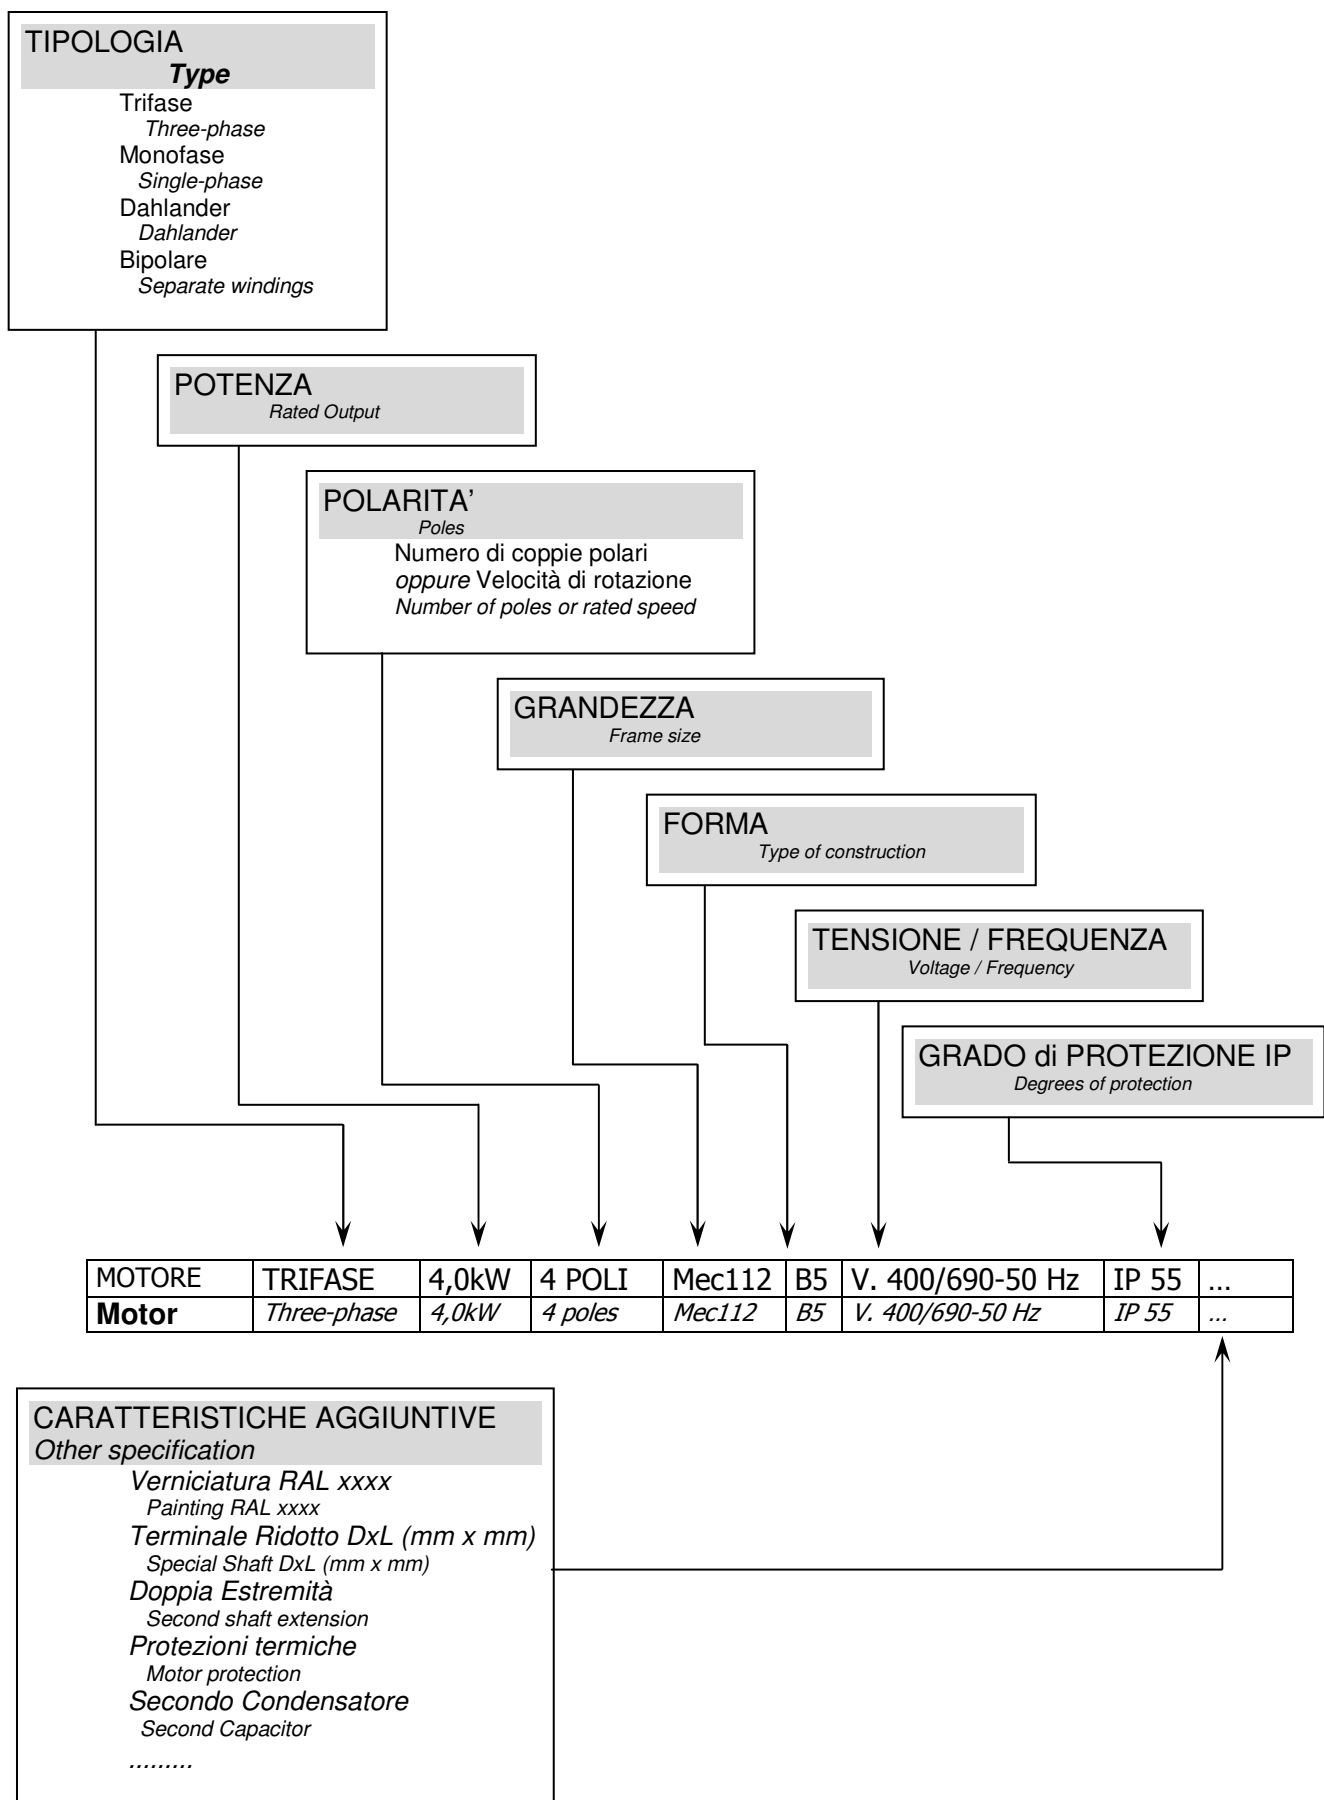 TIPOLOGIA
Type
Trifase
Three-phase
Monofase
Single-phase
Dahlander
Dahlander
Bipolare
Separate windings
POTENZA
Rated Output
POLARITA’
Poles
Numero di coppie polari
oppure Velocità di rotazione
Number of poles or rated speed
GRANDEZZA
Frame size
FORMA
Type of construction
TENSIONE / FREQUENZA
Voltage / Frequency
GRADO di PROTEZIONE IP
Degrees of protection
MOTORE TRIFASE 4,0kW 4 POLI Mec112 B5 V. 400/690-50 Hz IP 55 ...
Motor Three-phase 4,0kW 4 poles Mec112 B5 V. 400/690-50 Hz IP 55 ...
CARATTERISTICHE AGGIUNTIVE
Other specification
Verniciatura RAL xxxx
Painting RAL xxxx
Terminale Ridotto DxL (mm x mm)
Special Shaft DxL (mm x mm)
Doppia Estremità
Second shaft extension
Protezioni termiche
Motor protection
Secondo Condensatore
Second Capacitor
.........